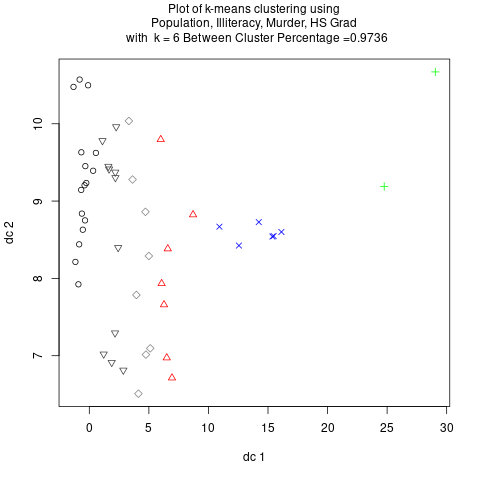 Plot of k-means clustering using
Population, Illiteracy, Murder, HS Grad
with  k = 6 Between Cluster Percentage =0.9736
10
9
8
7
dc 2
0 5 10 15 20 25 30
dc 1